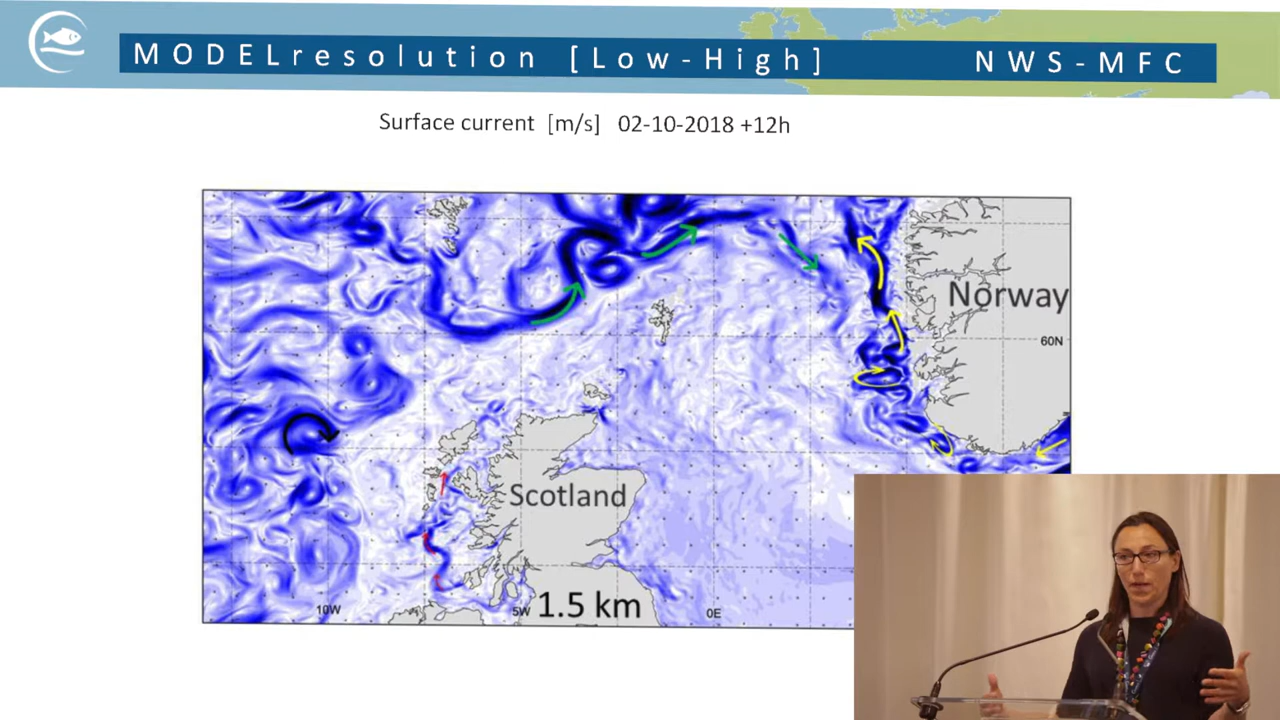 MODELresolution [Low-High] NWS-MFC
Surface current [m/s] 02-10-2018 +12h
Norway
60N
Scotland
10W
5W
1.5 km
0E